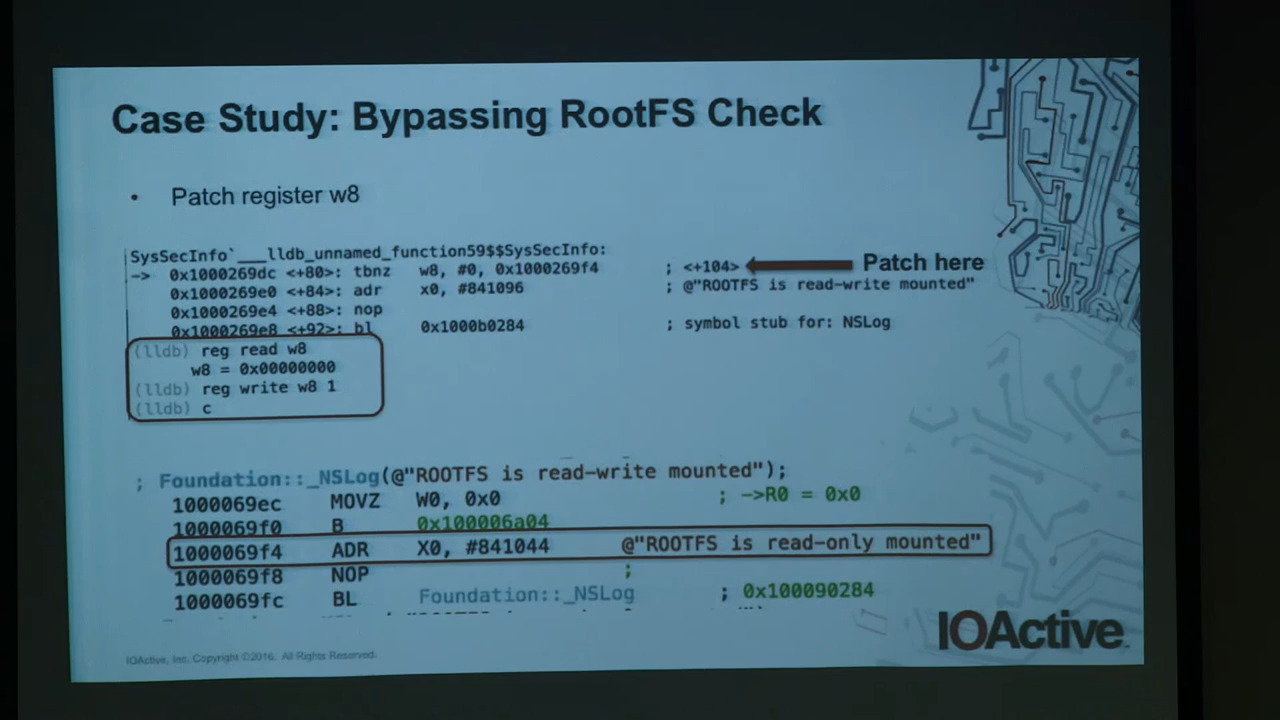 Case Study: Bypassing RootFS Check
• Patch register w8
SysSecInfo`___lldb_unnamed_function59$$SysSecInfo:
-> 0x1000269dc <+80>: tbnz w8, #0, 0x1000269f4 ; <+104> Patch here
0x1000269e0 <+84>: adr x0, #841096 ; @"ROOTFS is read-write mounted"
0x1000269e4 <+88>: nop
0x1000269e8 <+92>: bl 0x1000b0284 ; symbol stub for: NSLog
(lldb) reg read w8
w8 = 0x00000000
(lldb) reg write w8 1
(lldb) c
; Foundation::_NSLog(@"ROOTFS is read-write mounted");
1000069ec MOVZ W0, 0x0 ; ->R0 = 0x0
1000069f0 B 0x100006a04
1000069f4 ADR X0, #841044 @"ROOTFS is read-only mounted"
1000069f8 NOP ;
1000069fc BL Foundation::_NSLog ; 0x100090284
IOActive
IOActive, Inc. Copyright ©2016. All Rights Reserved.